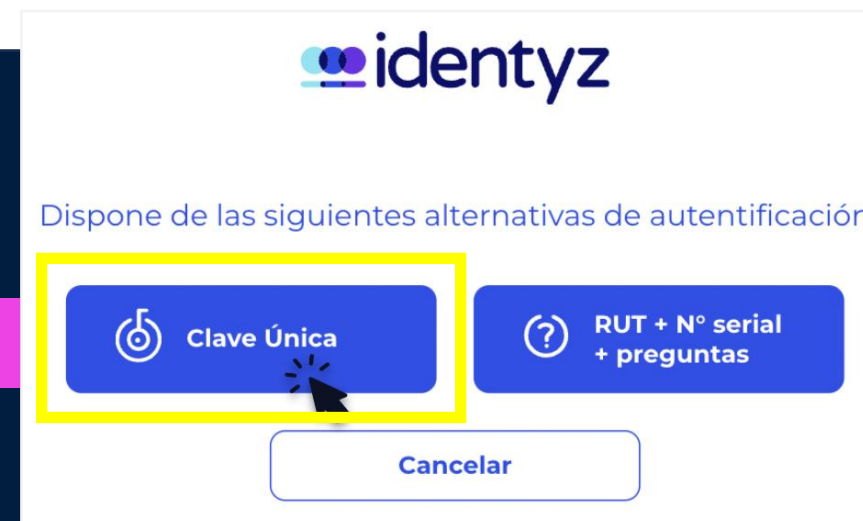 identyz
Dispone de las siguientes alternativas de autentificación
Clave Única
RUT + N° serial
+ preguntas
Cancelar